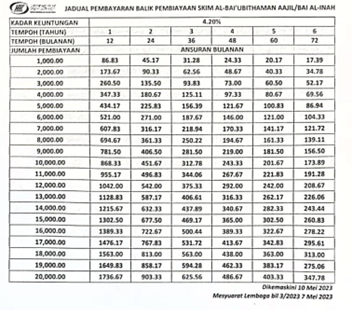 JADUAL PEMBAYARAN BALIK PEMBIAYAAN SKIM AL-BAI'UBITHAMAN AAJIL/BAI AL-INAH
KADAR KEUNTUNGAN 4.20%
TEMPOH (TAHUN) 1 2 3 4 5 6
TEMPOH (BULANAN) 12 24 36 48 60 72
JUMLAH PEMBIAYAAN ANSURAN BULANAN
1,000.00 86.83 45.17 31.28 24.33 20.17 17.39
2,000.00 173.67 90.33 62.56 48.67 40.33 34.78
3,000.00 260.50 135.50 93.83 73.00 60.50 52.17
4,000.00 347.33 180.67 125.11 97.33 80.67 69.56
5,000.00 434.17 225.83 156.39 121.67 100.83 86.94
6,000.00 521.00 271.00 187.67 146.00 121.00 104.33
7,000.00 607.83 316.17 218.94 170.33 141.17 121.72
8,000.00 694.67 361.33 250.22 194.67 161.33 139.11
9,000.00 781.50 406.50 281.50 219.00 181.50 156.50
10,000.00 868.33 451.67 312.78 243.33 201.67 173.89
11,000.00 955.17 496.83 344.06 267.67 221.83 191.28
12,000.00 1042.00 542.00 375.33 292.00 242.00 208.67
13,000.00 1128.83 587.17 406.61 316.33 262.17 226.06
14,000.00 1215.67 632.33 437.89 340.67 282.33 243.44
15,000.00 1302.50 677.50 469.17 365.00 302.50 260.83
16,000.00 1389.33 722.67 500.44 389.33 322.67 278.22
17,000.00 1476.17 767.83 531.72 413.67 342.83 295.61
18,000.00 1563.00 813.00 563.00 438.00 363.00 313.00
19,000.00 1649.83 858.17 594.28 462.33 383.17 275.06
20,000.00 1736.67 903.33 625.56 486.67 403.33 347.78
Dikemaskini 10 Mei 2023
Mesyuarat Lembaga bil 3/2023 7 Mei 2023